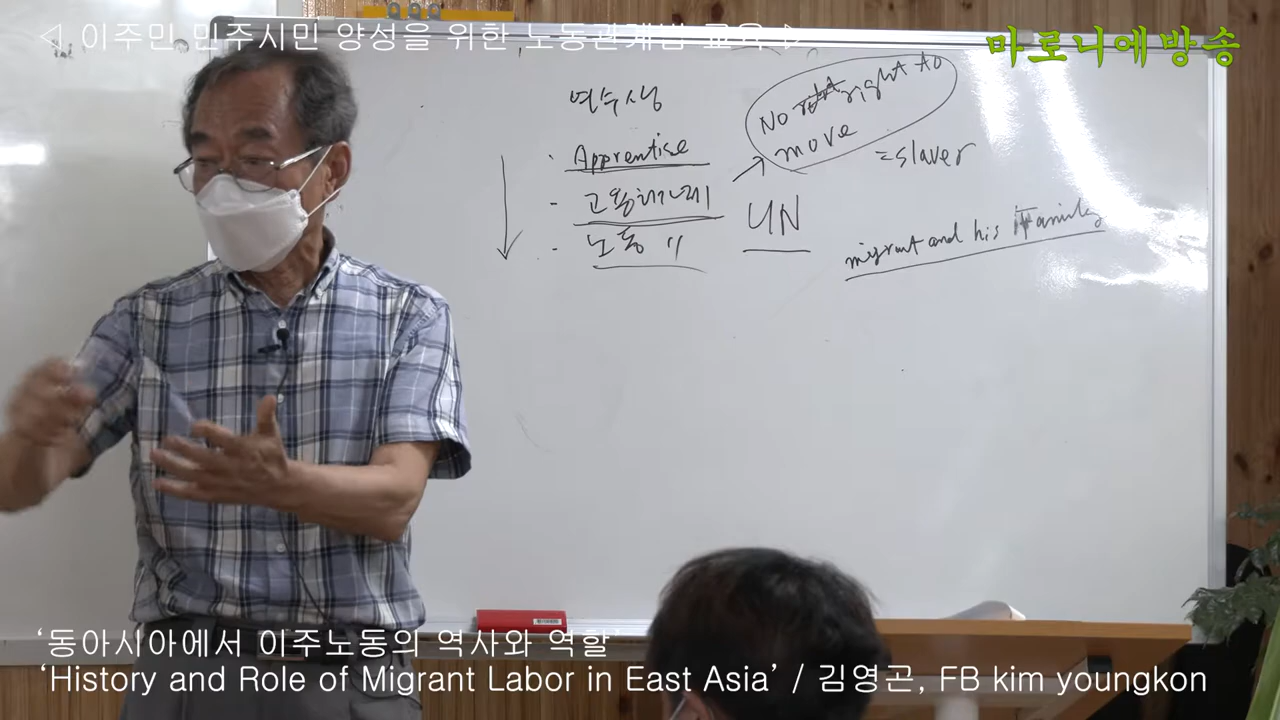 ◁ 이주민 민주시민 양성을 위한 노동관계법 교육 ▷
마로니에방송
연수생
· Apprentise
- 고용허가제
- 노동
No right to
move
=slaver
UN
migrant and his Family
‘동아시아에서 이주노동의 역사와 역할’
‘History and Role of Migrant Labor in East Asia’ / 김영곤, FB kim youngkon